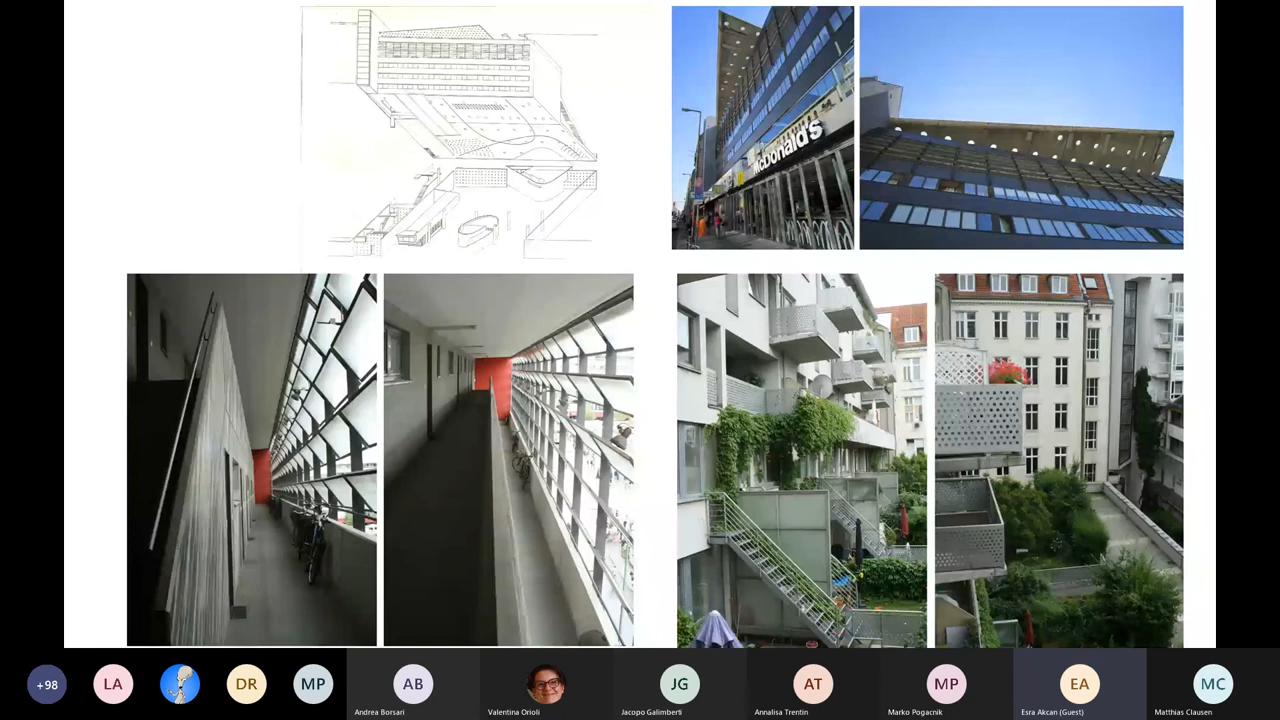 McDonald's
+98
LA
DR
MP
AB
JG
AT
MP
EA
MC
Andrea Borsari
Valentina Orioli
Jacopo Galimberti
Annalisa Trentin
Marko Pogacnik
Esra Akcan (Guest)
Matthias Clausen